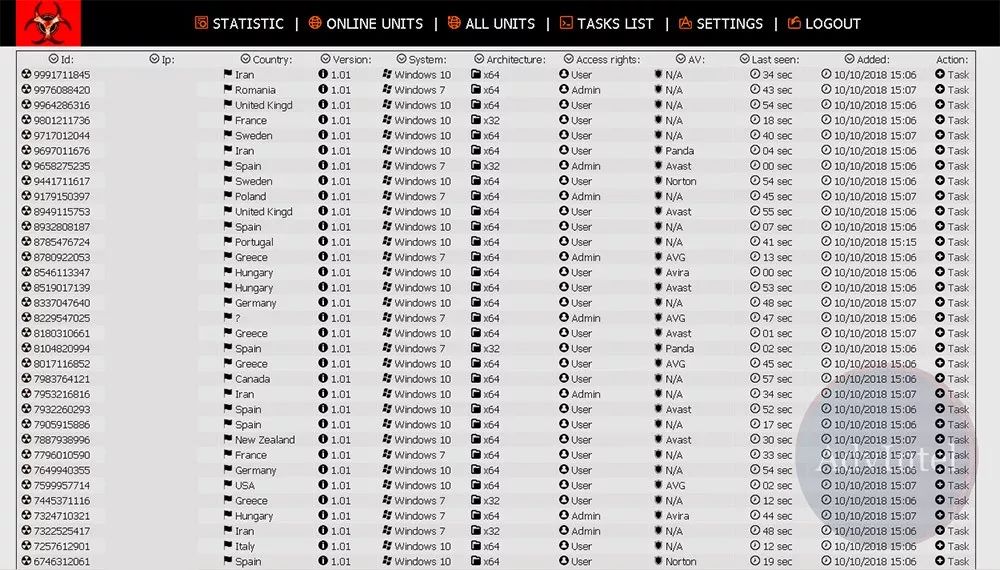 STATISTIC | ONLINE UNITS | ALL UNITS | TASKS LIST | SETTINGS | LOGOUT
Id: Ip: Country: Version: System: Architecture: Access rights: AV: Last seen: Added: Action:
9991711845 Iran 1.01 Windows 10 x64 User N/A 34 sec 10/10/2018 15:06 Task
9976088420 Romania 1.01 Windows 7 x64 Admin N/A 43 sec 10/10/2018 15:07 Task
9964286316 United Kingd 1.01 Windows 10 x64 User N/A 54 sec 10/10/2018 15:06 Task
9801211736 France 1.01 Windows 10 x32 User N/A 18 sec 10/10/2018 15:06 Task
9717012044 Sweden 1.01 Windows 10 x64 User N/A 40 sec 10/10/2018 15:07 Task
9697011676 Iran 1.01 Windows 10 x64 User Panda 04 sec 10/10/2018 15:06 Task
9658275235 Spain 1.01 Windows 7 x32 Admin Avast 00 sec 10/10/2018 15:06 Task
9441711617 Sweden 1.01 Windows 10 x64 User Norton 54 sec 10/10/2018 15:06 Task
9179150397 Poland 1.01 Windows 7 x64 Admin N/A 45 sec 10/10/2018 15:07 Task
8949115753 United Kingd 1.01 Windows 10 x64 User Avast 55 sec 10/10/2018 15:06 Task
8932808187 Spain 1.01 Windows 10 x64 User N/A 07 sec 10/10/2018 15:06 Task
8785476724 Portugal 1.01 Windows 10 x64 User N/A 41 sec 10/10/2018 15:15 Task
8780922053 Greece 1.01 Windows 7 x64 Admin AVG 13 sec 10/10/2018 15:06 Task
8546113347 Hungary 1.01 Windows 10 x64 User Avira 00 sec 10/10/2018 15:06 Task
8519017139 Hungary 1.01 Windows 10 x64 User Avast 53 sec 10/10/2018 15:06 Task
8337047640 Germany 1.01 Windows 10 x64 User N/A 48 sec 10/10/2018 15:07 Task
8229547025 ? 1.01 Windows 7 x64 Admin AVG 47 sec 10/10/2018 15:06 Task
8180310661 Greece 1.01 Windows 10 x64 User Avast 01 sec 10/10/2018 15:07 Task
8104820994 Spain 1.01 Windows 7 x32 User Panda 02 sec 10/10/2018 15:06 Task
8017116852 Greece 1.01 Windows 10 x64 User AVG 45 sec 10/10/2018 15:06 Task
7983764121 Canada 1.01 Windows 10 x64 User N/A 57 sec 10/10/2018 15:06 Task
7953216816 Iran 1.01 Windows 10 x64 Admin N/A 34 sec 10/10/2018 15:07 Task
7932260293 Spain 1.01 Windows 10 x64 User Avast 52 sec 10/10/2018 15:06 Task
7905915886 Spain 1.01 Windows 10 x64 User N/A 17 sec 10/10/2018 15:06 Task
7887938996 New Zealand 1.01 Windows 10 x64 User Avast 30 sec 10/10/2018 15:07 Task
7796010590 France 1.01 Windows 7 x64 User N/A 33 sec 10/10/2018 15:07 Task
7649940355 Germany 1.01 Windows 10 x64 User N/A 54 sec 10/10/2018 15:06 Task
7599957714 USA 1.01 Windows 10 x64 User AVG 02 sec 10/10/2018 15:06 Task
7445371116 Greece 1.01 Windows 7 x32 User N/A 12 sec 10/10/2018 15:06 Task
7324710321 Hungary 1.01 Windows 7 x64 Admin Avira 44 sec 10/10/2018 15:07 Task
7322525417 Iran 1.01 Windows 7 x32 Admin N/A 48 sec 10/10/2018 15:06 Task
7257612901 Italy 1.01 Windows 10 x64 User N/A 12 sec 10/10/2018 15:06 Task
6746312061 Spain 1.01 Windows 10 x64 User Norton 19 sec 10/10/2018 15:06 Task